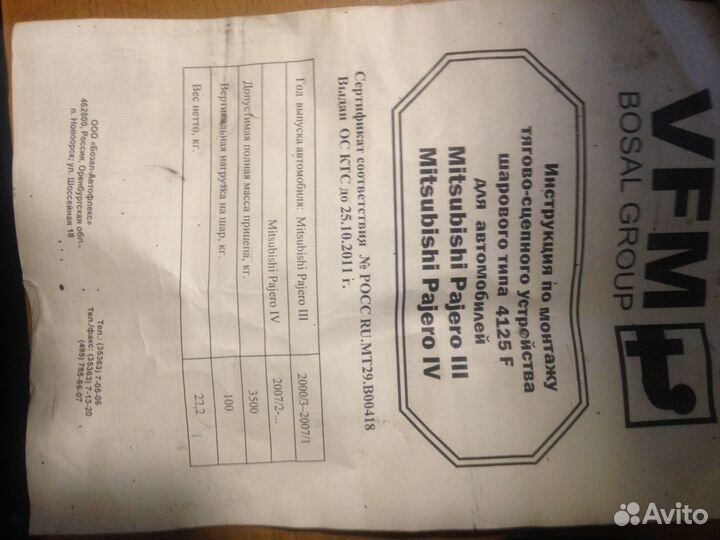 VFM
BOSAL GROUP
Инструкция по монтажу
тягово-сцепного устройства
шарового типа 4125 F
для автомобилей
Mitsubishi Pajero III
Mitsubishi Pajero IV
Сертификат соответствия № РОСС RU.МТ29.В00418
Выдан ОС КТС до 25.10.2011 г.
Год выпуска автомобиля: Mitsubishi Pajero III 2000/3–2007/1
Mitsubishi Pajero IV 2007/2-...
Допустимая полная масса прицепа, кг. 3500
Вертикальная нагрузка на шар, кг. 100
Вес нетто, кг. 22,2
ООО «Бозал-Автофлекс»
462800, Россия, Оренбургская обл.,
п. Новоорск; ул. Шоссейная 18
Тел.: (35363) 7-05-06
Тел./факс: (35363) 7-13-20
(495) 785-66-07
Avito